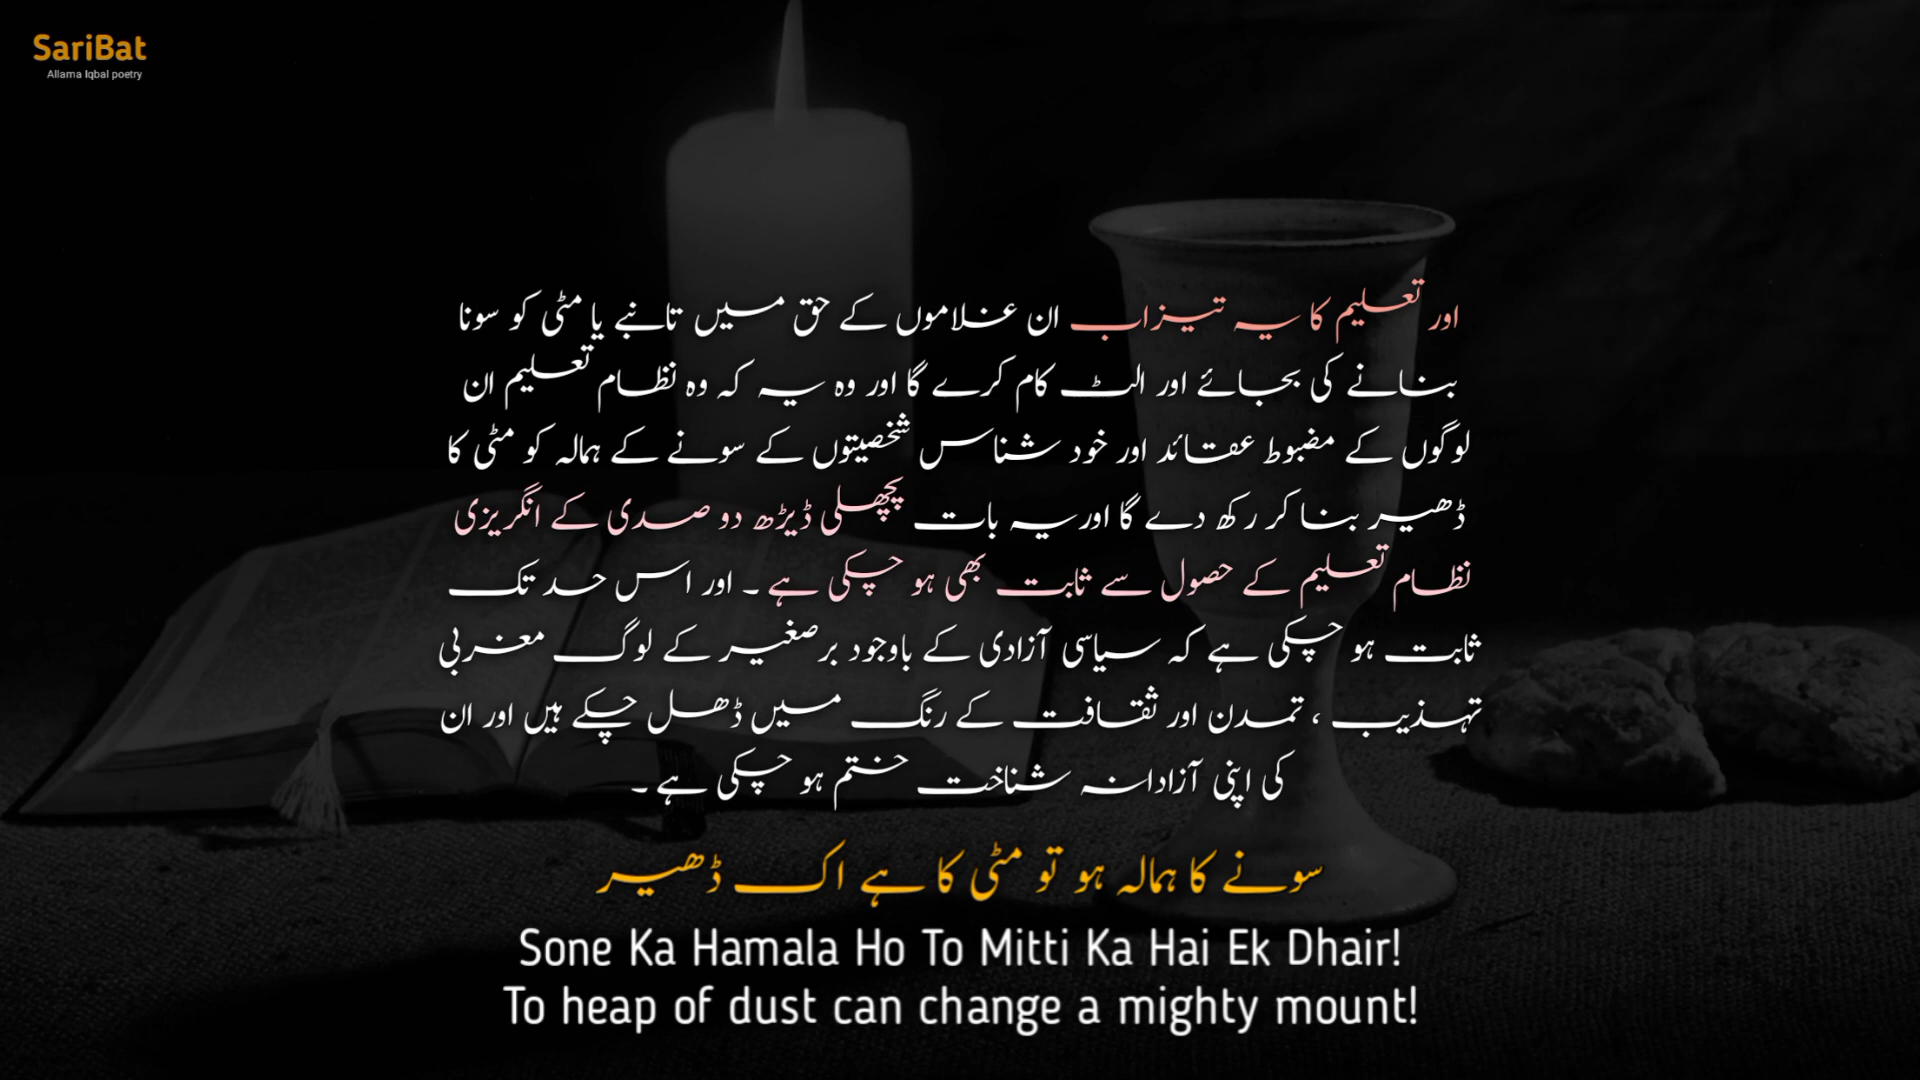 SariBat
Allama Iqbal poetry
اور تعلیم کا یہ تیزاب ان غلاموں کے حق میں تانبے یا مٹی کو سونا
بنانے کی بجائے اور الٹ کام کرے گا اور وہ یہ کہ وہ نظام تعلیم ان
لوگوں کے مضبوط عقائد اور خود شناس شخصیتوں کے سونے کے ہمالہ کو مٹی کا
ڈھیر بنا کر رکھ دے گا اور یہ بات پچھلی ڈیڑھ دو صدی کے انگریزی
نظام تعلیم کے حصول سے ثابت بھی ہو چکی ہے ۔ اور اس حد تک
ثابت ہو چکی ہے کہ سیاسی آزادی کے باوجود برصغیر کے لوگ مغربی
تہذیب ، تمدن اور ثقافت کے رنگ میں ڈھل چکے ہیں اور ان
کی اپنی آزادانہ شناخت ختم ہو چکی ہے ۔
سونے کا ہمالہ ہو تو مٹی کا ہے اک ڈھیر
Sone Ka Hamala Ho To Mitti Ka Hai Ek Dhair!
To heap of dust can change a mighty mount!